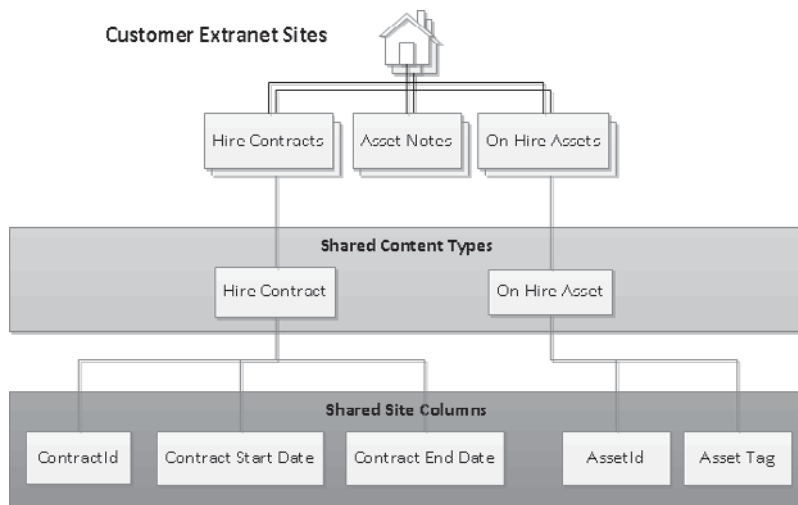 Customer Extranet Sites
Hire Contracts
Asset Notes
On Hire Assets
Shared Content Types
Hire Contract
On Hire Asset
Shared Site Columns
ContractId
Contract Start Date
Contract End Date
AssetId
Asset Tag